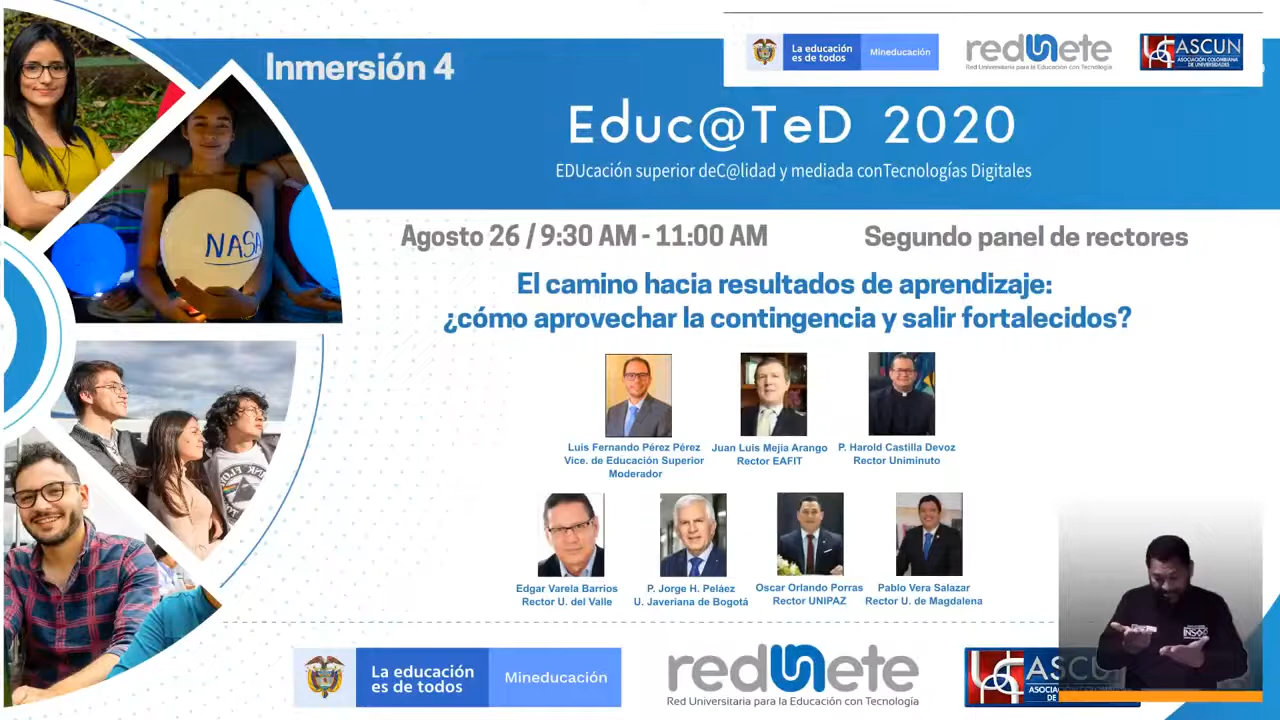 Inmersión 4
La educación
es de todos
Mineducación
redunete
Red Universitaria para la Educación con Tecnología
ASCUN
ASOCIACIÓN COLOMBIANA
DE UNIVERSIDADES
Educ@TeD 2020
EDUcación superior deC@lidad y mediada conTecnologías Digitales
NASA
Agosto 26 / 9:30 AM - 11:00 AM
Segundo panel de rectores
El camino hacia resultados de aprendizaje:
¿cómo aprovechar la contingencia y salir fortalecidos?
Luis Fernando Pérez Pérez
Vice. de Educación Superior
Moderador
Juan Luis Mejía Arango
Rector EAFIT
P. Harold Castilla Devoz
Rector Uniminuto
Edgar Varela Barrios
Rector U. del Valle
P. Jorge H. Peláez
U. Javeriana de Bogotá
Oscar Orlando Porras
Rector UNIPAZ
Pablo Vera Salazar
Rector U. de Magdalena
La educación
es de todos
Mineducación
redunete
Red Universitaria para la Educación con Tecnología